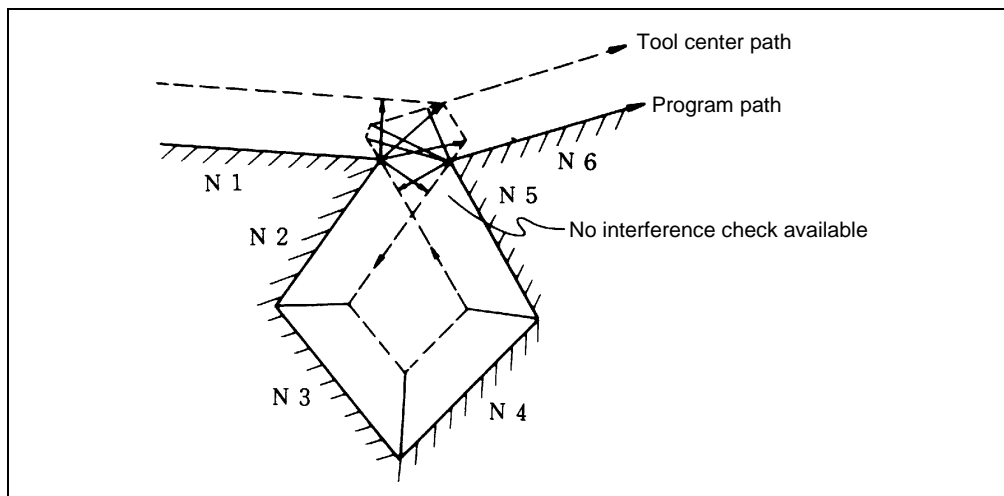 Tool center path
Program path
N 1
N 6
N 5
N 2
No interference check available
N 3
N 4